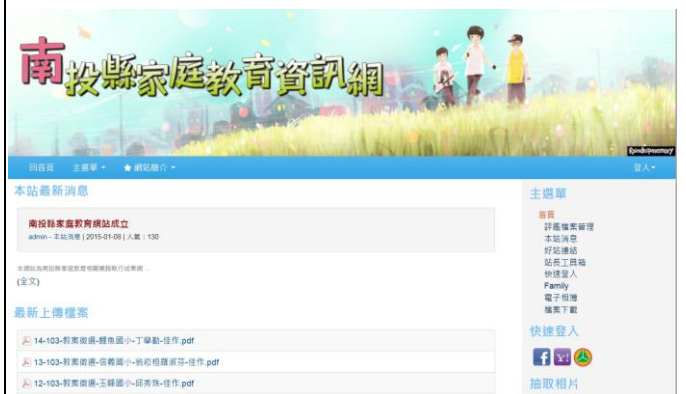 南投縣家庭教育資訊網
Raindropmemory
回首頁 主選單 ★ 網站簡介 登入
本站最新消息
南投縣家庭教育網站成立
admin - 本站消息 | 2015-01-08 | 人氣：130
(全文)
最新上傳檔案
14-103-教案徵選-鯉魚國小-丁學勤-佳作.pdf
13-103-教案徵選-信義國小-翁崧植羅淑芬-佳作.pdf
12-103-教案徵選-玉峰國小-邱秀珠-佳作.pdf
主選單
首頁
評鑑檔案管理
本站消息
好站連結
站長工具箱
快速登入
Family
電子相簿
檔案下載
快速登入
抽取相片